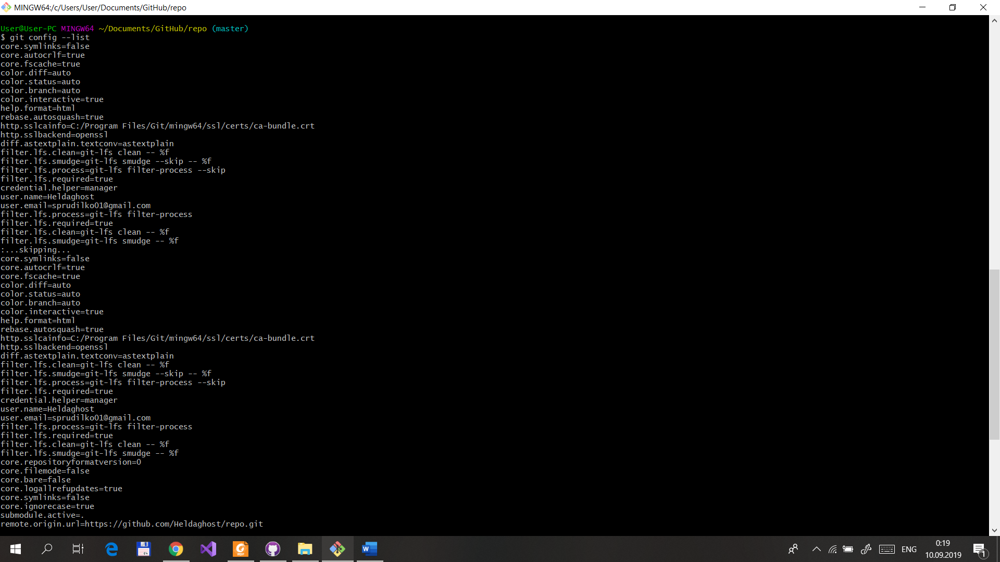 MINGW64:/c/Users/User/Documents/GitHub/repo
User@User-PC MINGW64 ~/Documents/GitHub/repo (master)
$ git config --list
core.symlinks=false
core.autocrlf=true
core.fscache=true
color.diff=auto
color.status=auto
color.branch=auto
color.interactive=true
help.format=html
rebase.autosquash=true
http.sslcainfo=C:/Program Files/Git/mingw64/ssl/certs/ca-bundle.crt
http.sslbackend=openssl
diff.astextplain.textconv=astextplain
filter.lfs.clean=git-lfs clean -- %f
filter.lfs.smudge=git-lfs smudge --skip -- %f
filter.lfs.process=git-lfs filter-process --skip
filter.lfs.required=true
credential.helper=manager
user.name=Heldaghost
user.email=sprudilko01@gmail.com
filter.lfs.process=git-lfs filter-process
filter.lfs.required=true
filter.lfs.clean=git-lfs clean -- %f
filter.lfs.smudge=git-lfs smudge -- %f
:...skipping...
core.symlinks=false
core.autocrlf=true
core.fscache=true
color.diff=auto
color.status=auto
color.branch=auto
color.interactive=true
help.format=html
rebase.autosquash=true
http.sslcainfo=C:/Program Files/Git/mingw64/ssl/certs/ca-bundle.crt
http.sslbackend=openssl
diff.astextplain.textconv=astextplain
filter.lfs.clean=git-lfs clean -- %f
filter.lfs.smudge=git-lfs smudge --skip -- %f
filter.lfs.process=git-lfs filter-process --skip
filter.lfs.required=true
credential.helper=manager
user.name=Heldaghost
user.email=sprudilko01@gmail.com
filter.lfs.process=git-lfs filter-process
filter.lfs.required=true
filter.lfs.clean=git-lfs clean -- %f
filter.lfs.smudge=git-lfs smudge -- %f
core.repositoryformatversion=0
core.filemode=false
core.bare=false
core.logallrefupdates=true
core.symlinks=false
core.ignorecase=true
submodule.active=.
remote.origin.url=https://github.com/Heldaghost/repo.git
64
PDF
W
ENG
0:19
10.09.2019
1